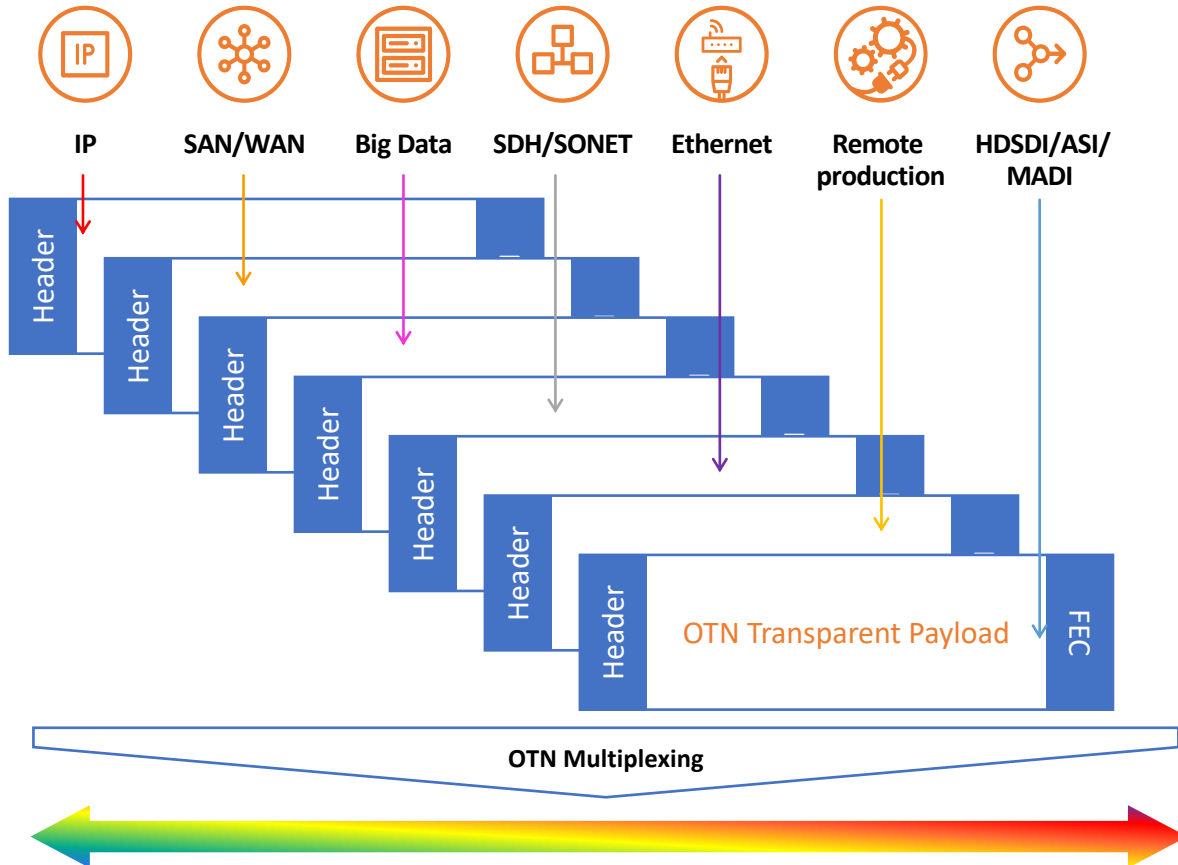 IP
IP
SAN/WAN
Big Data
SDH/SONET
Ethernet
Remote
production
HDSDI/ASI/
MADI
Header
Header
Header
Header
Header
Header
Header
OTN Transparent Payload
FEC
OTN Multiplexing